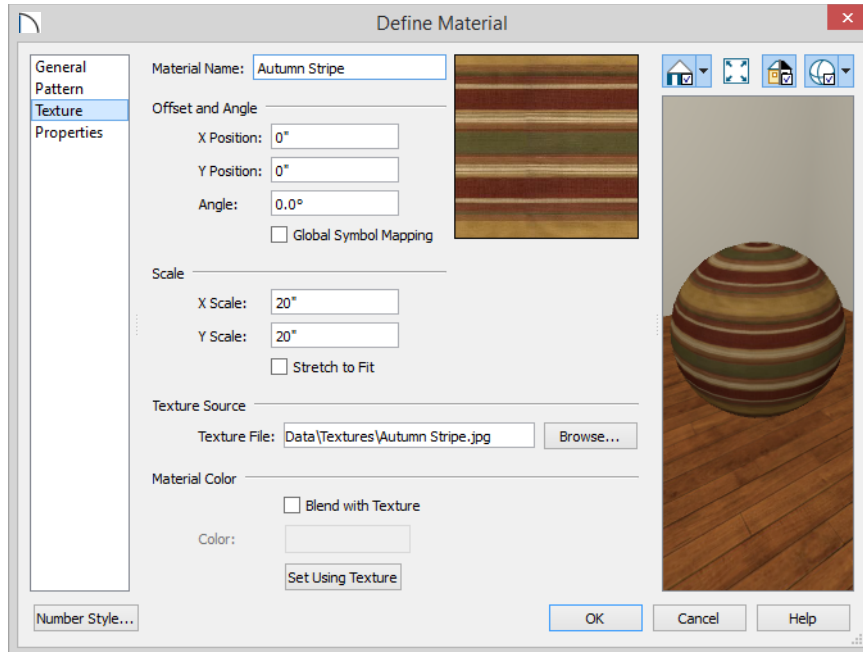 Define Material
General
Pattern
Texture
Properties
Material Name: Autumn Stripe
Offset and Angle
X Position: 0"
Y Position: 0"
Angle: 0.0°
Global Symbol Mapping
Scale
X Scale: 20"
Y Scale: 20"
Stretch to Fit
Texture Source
Texture File: Data\Textures\Autumn Stripe.jpg Browse...
Material Color
Blend with Texture
Color:
Set Using Texture
Number Style... OK Cancel Help